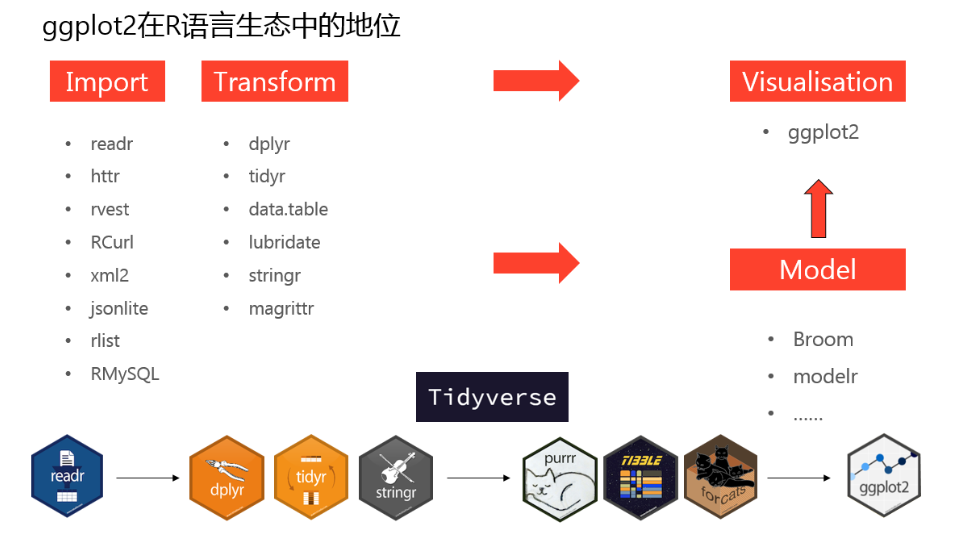 ggplot2在R语言生态中的地位
Import
Transform
Visualisation
• readr
• httr
• rvest
• RCurl
• xml2
• jsonlite
• rlist
• RMySQL
• dplyr
• tidyr
• data.table
• lubridate
• stringr
• magrittr
• ggplot2
Model
• Broom
• modelr
• ……
Tidyverse
readr
dplyr
tidyr
stringr
purrr
TIBBLE
forcats
ggplot2